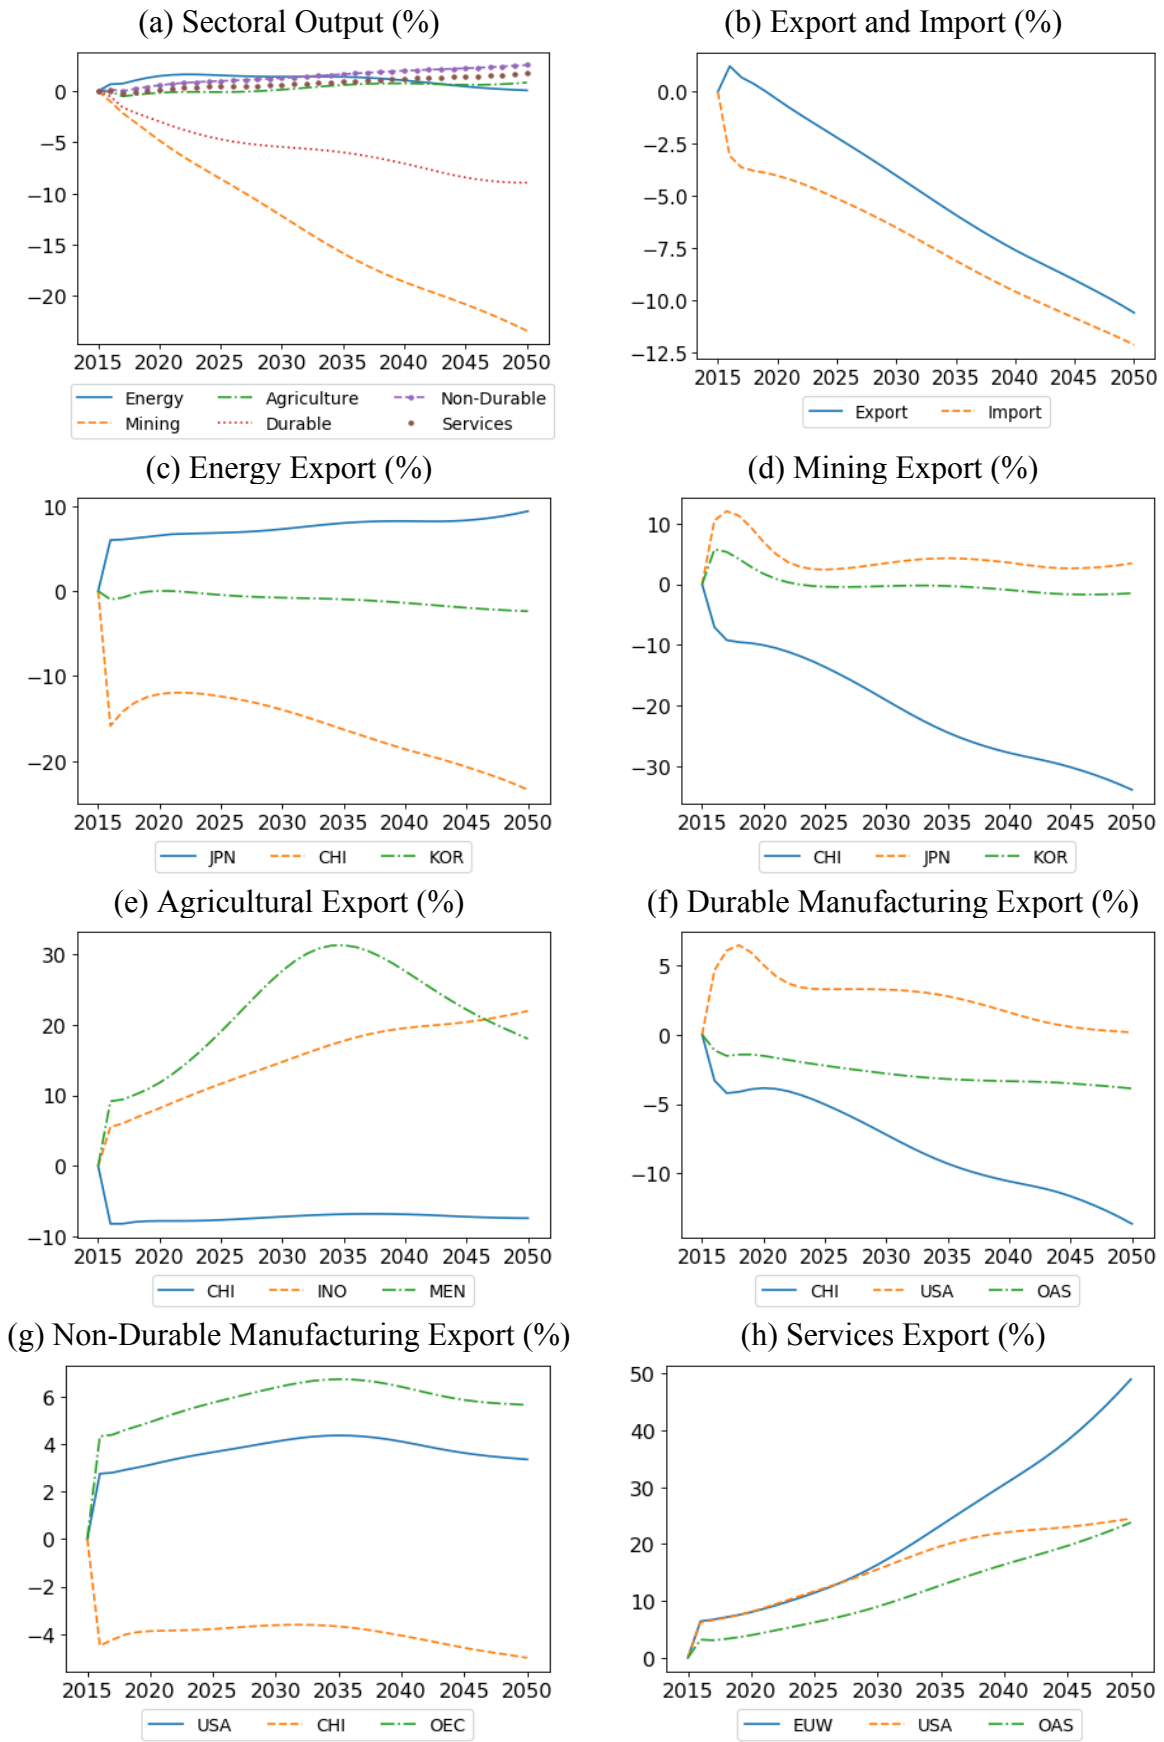 (a) Sectoral Output (%)
0
−5
−10
−15
−20
2015 2020 2025 2030 2035 2040 2045 2050
Energy Agriculture Non-Durable
Mining Durable Services
(b) Export and Import (%)
0.0
−2.5
−5.0
−7.5
−10.0
−12.5
2015 2020 2025 2030 2035 2040 2045 2050
Export Import
(c) Energy Export (%)
10
0
−10
−20
2015 2020 2025 2030 2035 2040 2045 2050
JPN CHI KOR
(d) Mining Export (%)
10
0
−10
−20
−30
2015 2020 2025 2030 2035 2040 2045 2050
CHI JPN KOR
(e) Agricultural Export (%)
30
20
10
0
−10
2015 2020 2025 2030 2035 2040 2045 2050
CHI INO MEN
(f) Durable Manufacturing Export (%)
5
0
−5
−10
2015 2020 2025 2030 2035 2040 2045 2050
CHI USA OAS
(g) Non-Durable Manufacturing Export (%)
6
4
2
0
−2
−4
2015 2020 2025 2030 2035 2040 2045 2050
USA CHI OEC
(h) Services Export (%)
50
40
30
20
10
0
2015 2020 2025 2030 2035 2040 2045 2050
EUW USA OAS